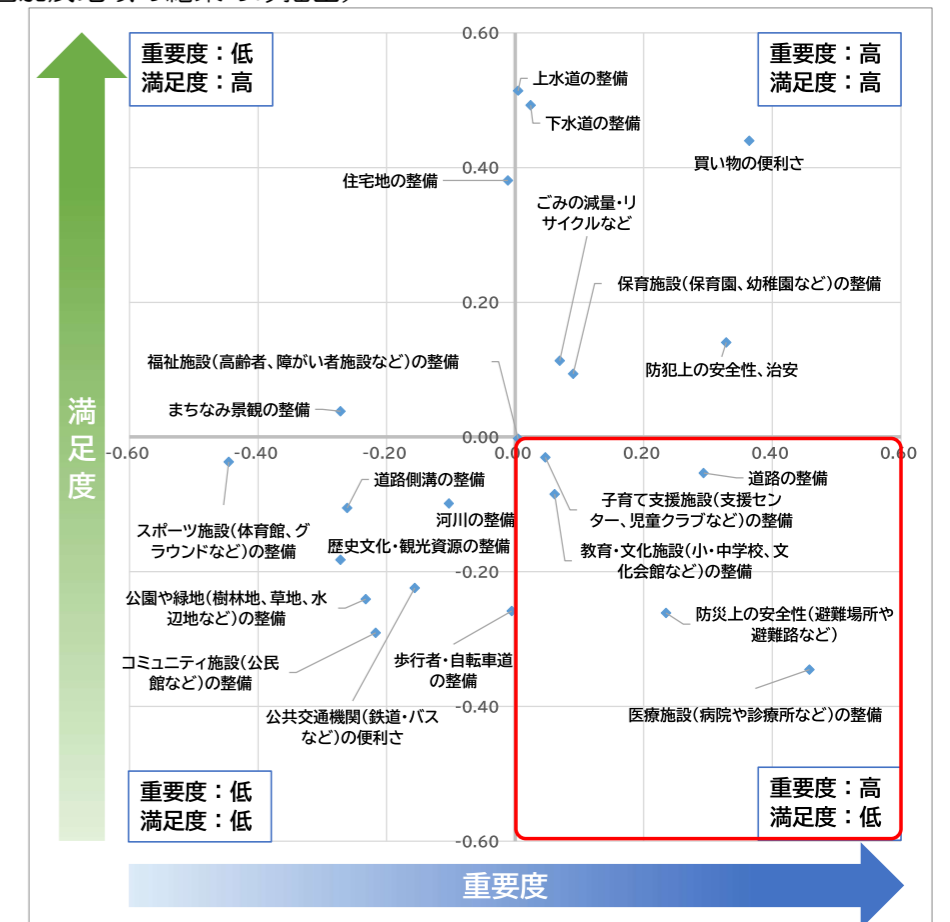 重要度：低
満足度：高
重要度：高
満足度：高
0.60
上水道の整備
下水道の整備
買い物の便利さ
0.40
住宅地の整備
ごみの減量・リ
サイクルなど
保育施設(保育園、幼稚園など)の整備
0.20
福祉施設(高齢者、障がい者施設など)の整備
防犯上の安全性、治安
まちなみ景観の整備
満足度
0.00
-0.60
-0.40
-0.20
0.00
0.20
0.40
0.60
道路側溝の整備
道路の整備
スポーツ施設(体育館、グ
ラウンドなど)の整備
河川の整備
子育て支援施設(支援セン
ター、児童クラブなど)の整備
歴史文化・観光資源の整備
教育・文化施設(小・中学校、文
化会館など)の整備
-0.20
公園や緑地(樹林地、草地、水
辺地など)の整備
防災上の安全性(避難場所や
避難路など)
コミュニティ施設(公民
館など)の整備
歩行者・自転車道
の整備
公共交通機関(鉄道・バス
など)の便利さ
-0.40
医療施設(病院や診療所など)の整備
重要度：低
満足度：低
重要度：高
満足度：低
-0.60
重要度